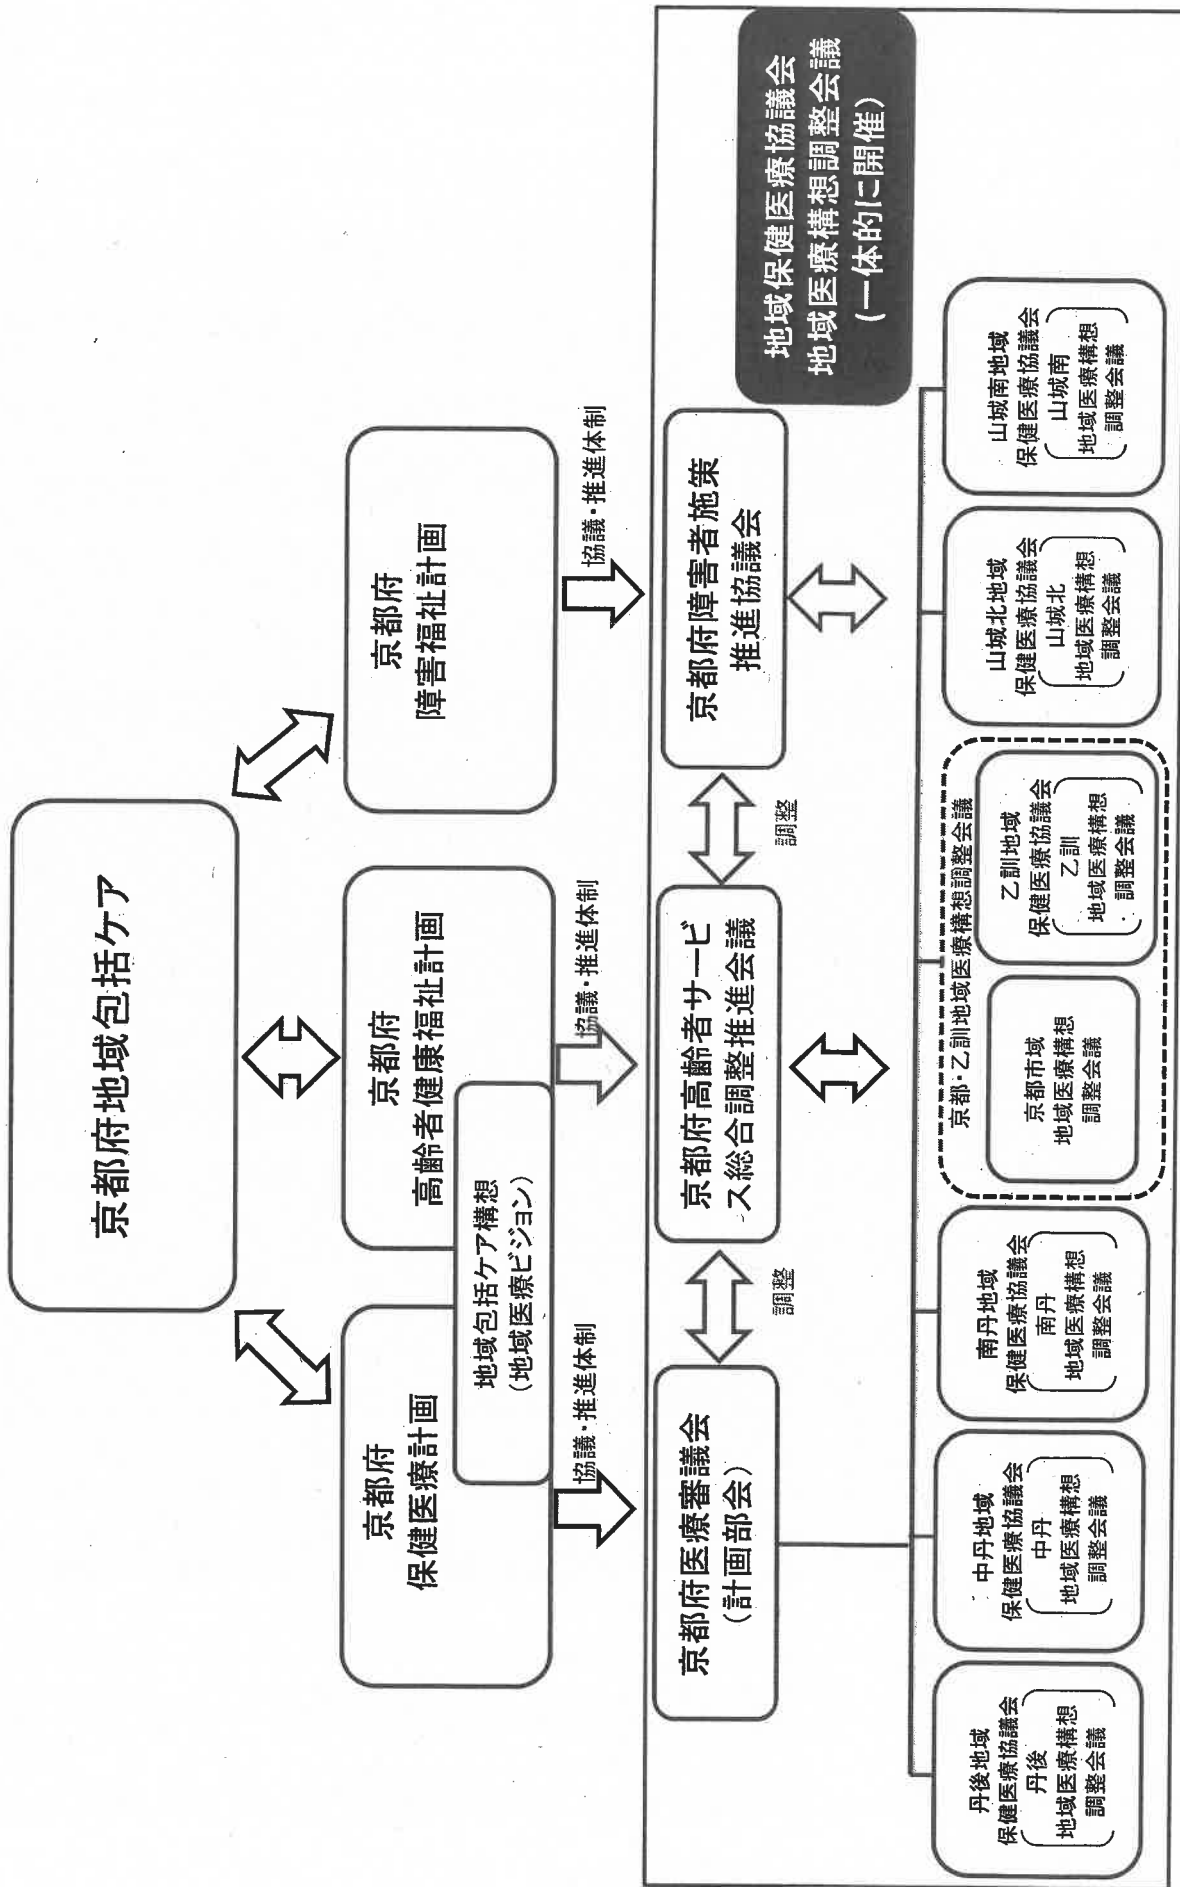 京都府地域包括ケア
京都府
保健医療計画
京都府
高齢者健康福祉計画
京都府
障害福祉計画
地域包括ケア構想
(地域医療ビジョン)
協議・推進体制
協議・推進体制
協議・推進体制
京都府医療審議会
(計画部会)
調整
京都府高齢者サービ
ス総合調整推進会議
調整
京都府障害者施策
推進協議会
地域保健医療協議会
地域医療構想調整会議
(一体的に開催)
丹後地域
保健医療協議会
丹後
地域医療構想
調整会議
中丹地域
保健医療協議会
中丹
地域医療構想
調整会議
南丹地域
保健医療協議会
南丹
地域医療構想
調整会議
京都・乙訓地域医療構想調整会議
京都市域
地域医療構想
調整会議
乙訓地域
保健医療協議会
乙訓
地域医療構想
調整会議
山城北地域
保健医療協議会
山城北
地域医療構想
調整会議
山城南地域
保健医療協議会
山城南
地域医療構想
調整会議